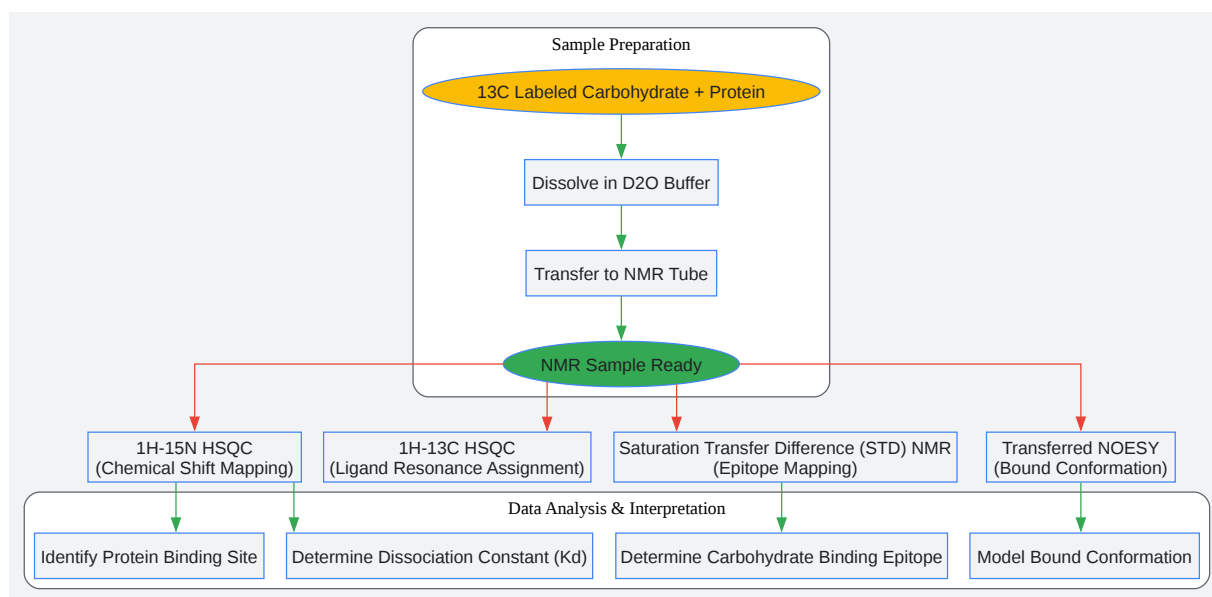 Sample Preparation
13C Labeled Carbohydrate + Protein
Dissolve in D2O Buffer
Transfer to NMR Tube
NMR Sample Ready
1H-15N HSQC
(Chemical Shift Mapping)
1H-13C HSQC
(Ligand Resonance Assignment)
Saturation Transfer Difference (STD) NMR
(Epitope Mapping)
Transferred NOESY
(Bound Conformation)
Data Analysis & Interpretation
Identify Protein Binding Site
Determine Dissociation Constant (Kd)
Determine Carbohydrate Binding Epitope
Model Bound Conformation